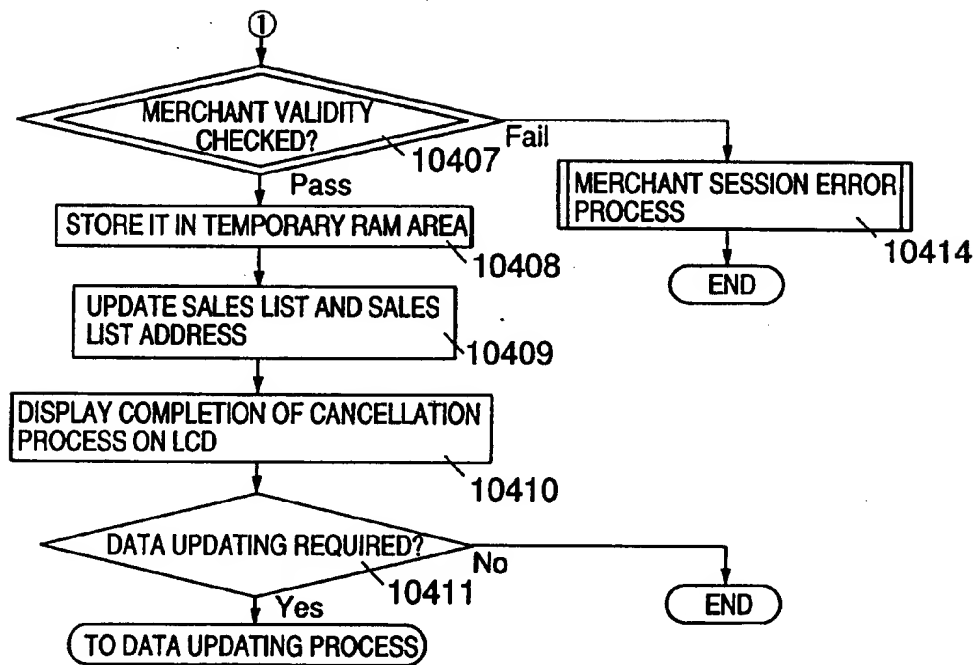 ①
MERCHANT VALIDITY
CHECKED?
10407
Fail
Pass
MERCHANT SESSION ERROR
PROCESS
10414
END
STORE IT IN TEMPORARY RAM AREA
10408
UPDATE SALES LIST AND SALES
LIST ADDRESS
10409
DISPLAY COMPLETION OF CANCELLATION
PROCESS ON LCD
10410
DATA UPDATING REQUIRED?
10411
No
END
Yes
TO DATA UPDATING PROCESS